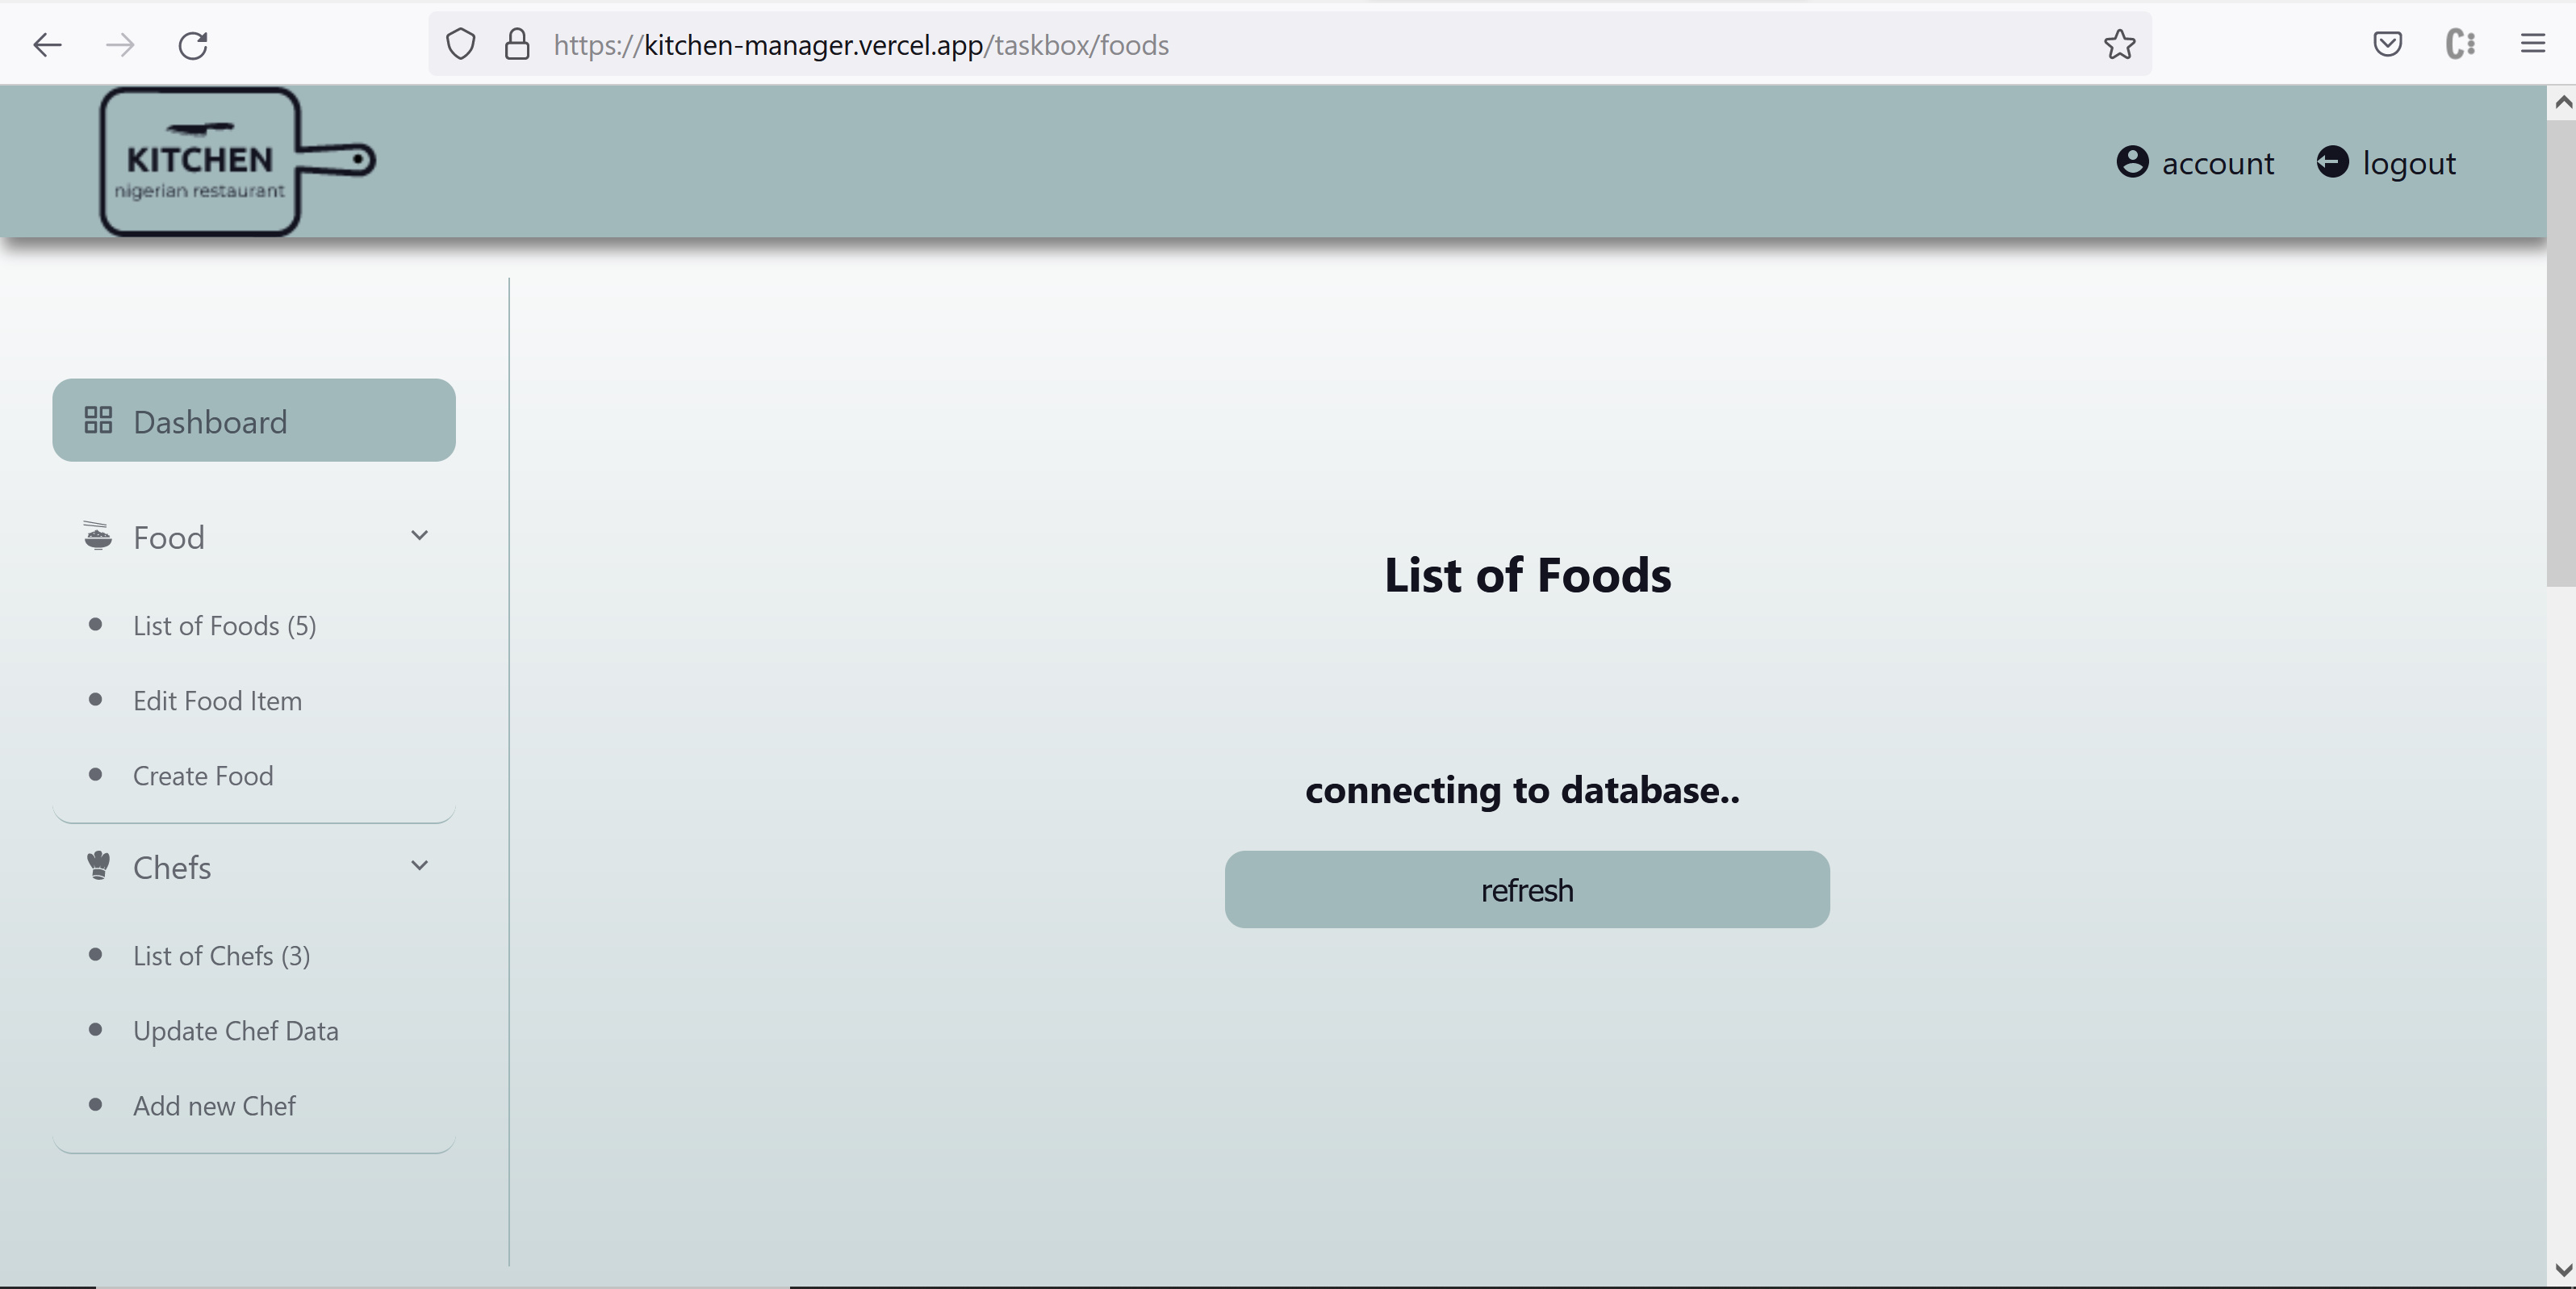 https://kitchen-manager.vercel.app/taskbox/foods
KITCHEN
nigerian restaurant
account
logout
Dashboard
Food
List of Foods (5)
Edit Food Item
Create Food
Chefs
List of Chefs (3)
Update Chef Data
Add new Chef
List of Foods
connecting to database..
refresh